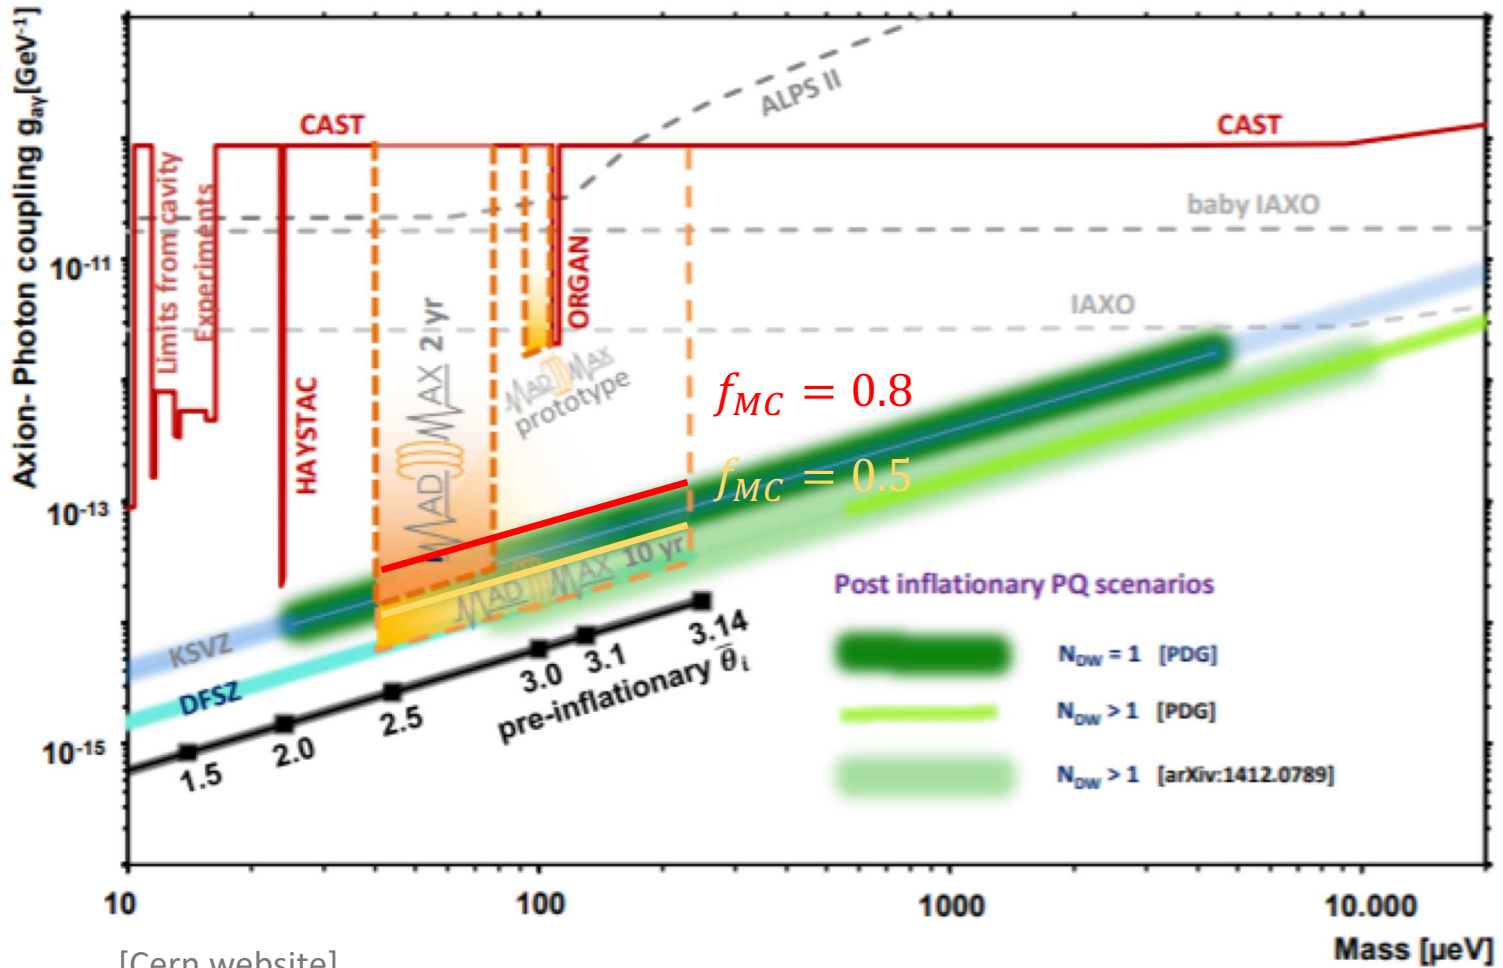 Axion- Photon coupling g_aγ[GeV⁻¹]
10⁻¹¹
10⁻¹³
10⁻¹⁵
CAST
CAST
ALPS II
Limits from cavity
Experiments
baby IAXO
IAXO
HAYSTAC
ORGAN
MADMAX 2 yr
MADMAX
prototype
MADMAX 10 yr
f_MC = 0.8
f_MC = 0.5
KSVZ
DFSZ
1.5
2.0
2.5
3.0
3.1
3.14
pre-inflationary θ̄_i
Post inflationary PQ scenarios
N_DW = 1 [PDG]
N_DW > 1 [PDG]
N_DW > 1 [arXiv:1412.0789]
10
100
1000
10.000
Mass [μeV]
[Cern website]